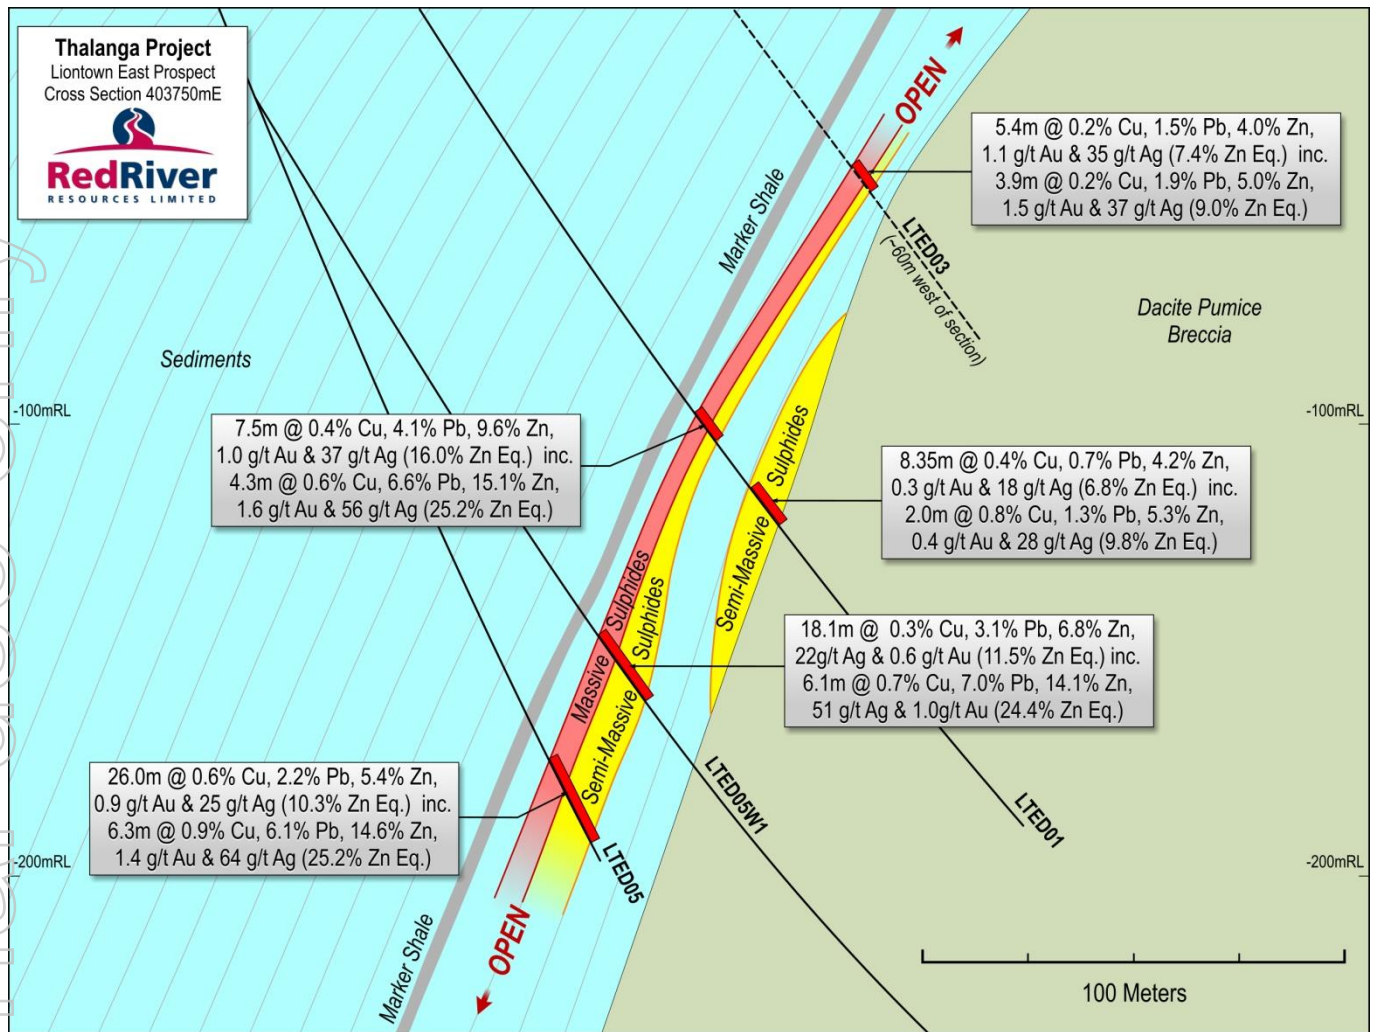 Thalanga Project
Liontown East Prospect
Cross Section 403750mE
RedRiver
RESOURCES LIMITED
OPEN
5.4m @ 0.2% Cu, 1.5% Pb, 4.0% Zn,
1.1 g/t Au & 35 g/t Ag (7.4% Zn Eq.) inc.
3.9m @ 0.2% Cu, 1.9% Pb, 5.0% Zn,
1.5 g/t Au & 37 g/t Ag (9.0% Zn Eq.)
Marker Shale
LTED03
(~60m west of section)
Dacite Pumice
Breccia
Sediments
-100mRL
-100mRL
7.5m @ 0.4% Cu, 4.1% Pb, 9.6% Zn,
1.0 g/t Au & 37 g/t Ag (16.0% Zn Eq.) inc.
4.3m @ 0.6% Cu, 6.6% Pb, 15.1% Zn,
1.6 g/t Au & 56 g/t Ag (25.2% Zn Eq.)
Semi-Massive Sulphides
8.35m @ 0.4% Cu, 0.7% Pb, 4.2% Zn,
0.3 g/t Au & 18 g/t Ag (6.8% Zn Eq.) inc.
2.0m @ 0.8% Cu, 1.3% Pb, 5.3% Zn,
0.4 g/t Au & 28 g/t Ag (9.8% Zn Eq.)
Massive Sulphides
Semi-Massive Sulphides
18.1m @ 0.3% Cu, 3.1% Pb, 6.8% Zn,
22g/t Ag & 0.6 g/t Au (11.5% Zn Eq.) inc.
6.1m @ 0.7% Cu, 7.0% Pb, 14.1% Zn,
51 g/t Ag & 1.0g/t Au (24.4% Zn Eq.)
26.0m @ 0.6% Cu, 2.2% Pb, 5.4% Zn,
0.9 g/t Au & 25 g/t Ag (10.3% Zn Eq.) inc.
6.3m @ 0.9% Cu, 6.1% Pb, 14.6% Zn,
1.4 g/t Au & 64 g/t Ag (25.2% Zn Eq.)
LTED05W1
LTED01
LTED05
-200mRL
-200mRL
Marker Shale
OPEN
100 Meters